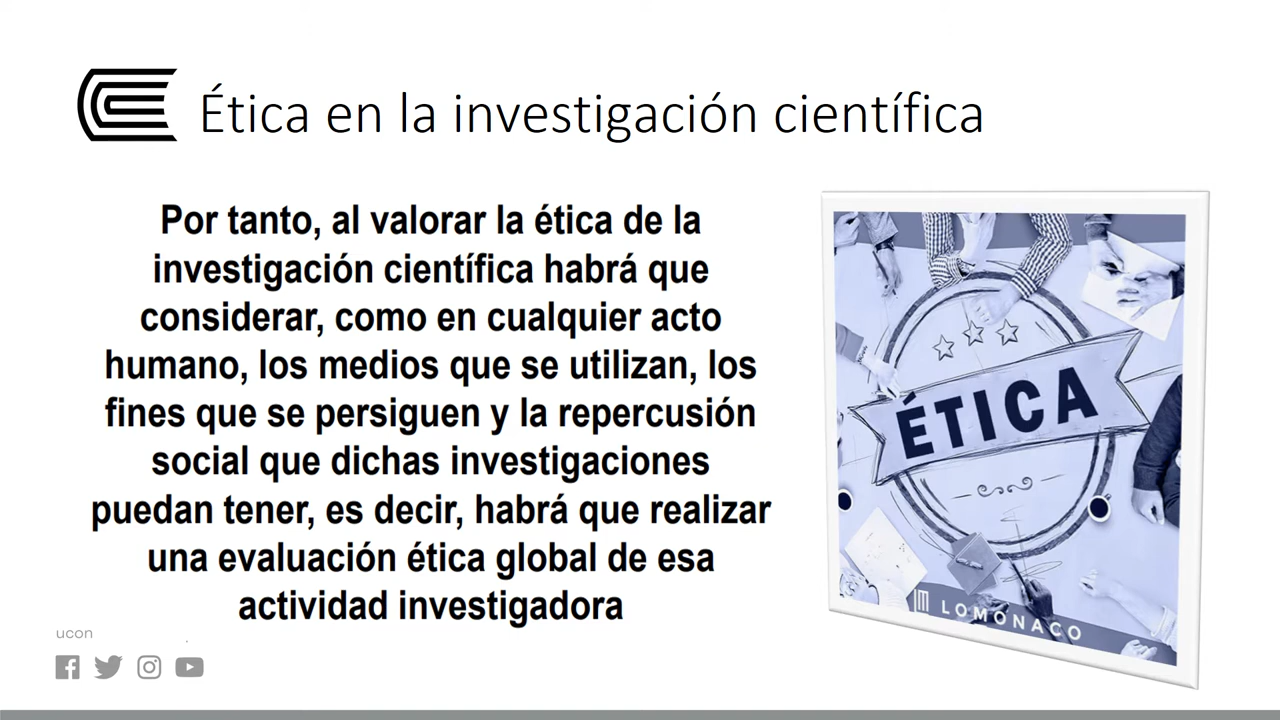 Ética en la investigación científica
Por tanto, al valorar la ética de la
investigación científica habrá que
considerar, como en cualquier acto
humano, los medios que se utilizan, los
fines que se persiguen y la repercusión
social que dichas investigaciones
puedan tener, es decir, habrá que realizar
una evaluación ética global de esa
actividad investigadora
ÉTICA
LOMONACO
ucon